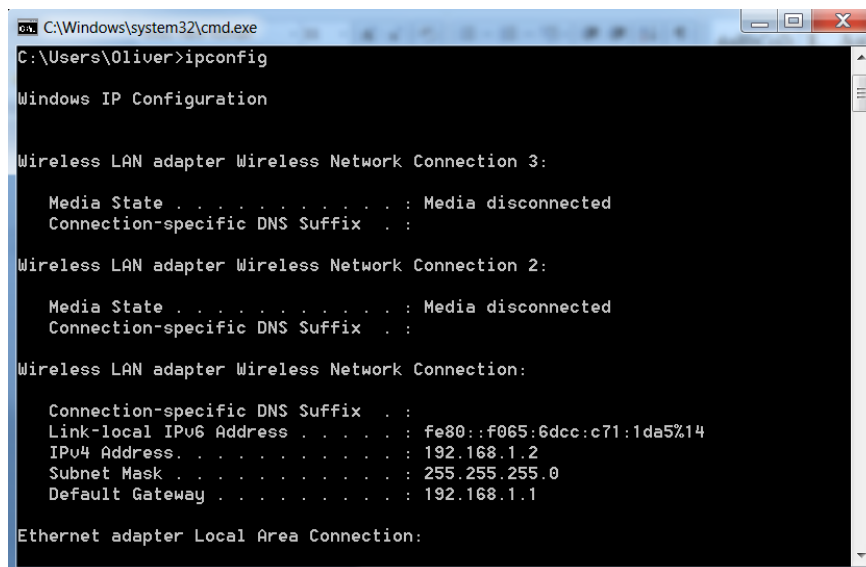 C:\Windows\system32\cmd.exe
C:\Users\Oliver>ipconfig
Windows IP Configuration
Wireless LAN adapter Wireless Network Connection 3:
Media State . . . . . . . . . . . : Media disconnected
Connection-specific DNS Suffix  . :
Wireless LAN adapter Wireless Network Connection 2:
Media State . . . . . . . . . . . : Media disconnected
Connection-specific DNS Suffix  . :
Wireless LAN adapter Wireless Network Connection:
Connection-specific DNS Suffix  . :
Link-local IPv6 Address . . . . . : fe80::f065:6dcc:c71:1da5%14
IPv4 Address. . . . . . . . . . . : 192.168.1.2
Subnet Mask . . . . . . . . . . . : 255.255.255.0
Default Gateway . . . . . . . . . : 192.168.1.1
Ethernet adapter Local Area Connection: